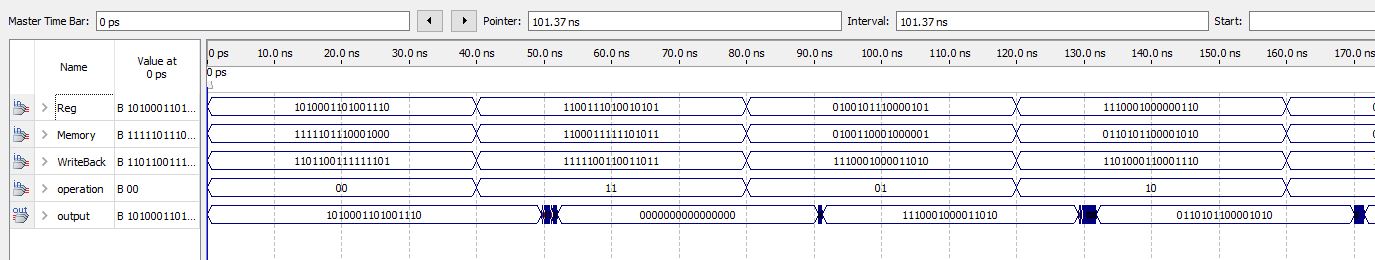 Master Time Bar: 0 ps Pointer: 101.37 ns Interval: 101.37 ns Start:
Name Value at 0 ps 0 ps 10.0 ns 20.0 ns 30.0 ns 40.0 ns 50.0 ns 60.0 ns 70.0 ns 80.0 ns 90.0 ns 100.0 ns 110.0 ns 120.0 ns 130.0 ns 140.0 ns 150.0 ns 160.0 ns 170.0 ns
0 ps
in Reg B 1010001101... 1010001101001110 1100111010010101 0100101110000101 1110001000000110
in Memory B 1111101110... 1111101110001000 1100011111101011 0100110001000001 0110101100001010
in WriteBack B 1101100111... 1101100111111101 1111100110011011 1110001000011010 1101000110001110
in operation B 00 00 11 01 10
out output B 1010001101... 1010001101001110 0000000000000000 1110001000011010 0110101100001010